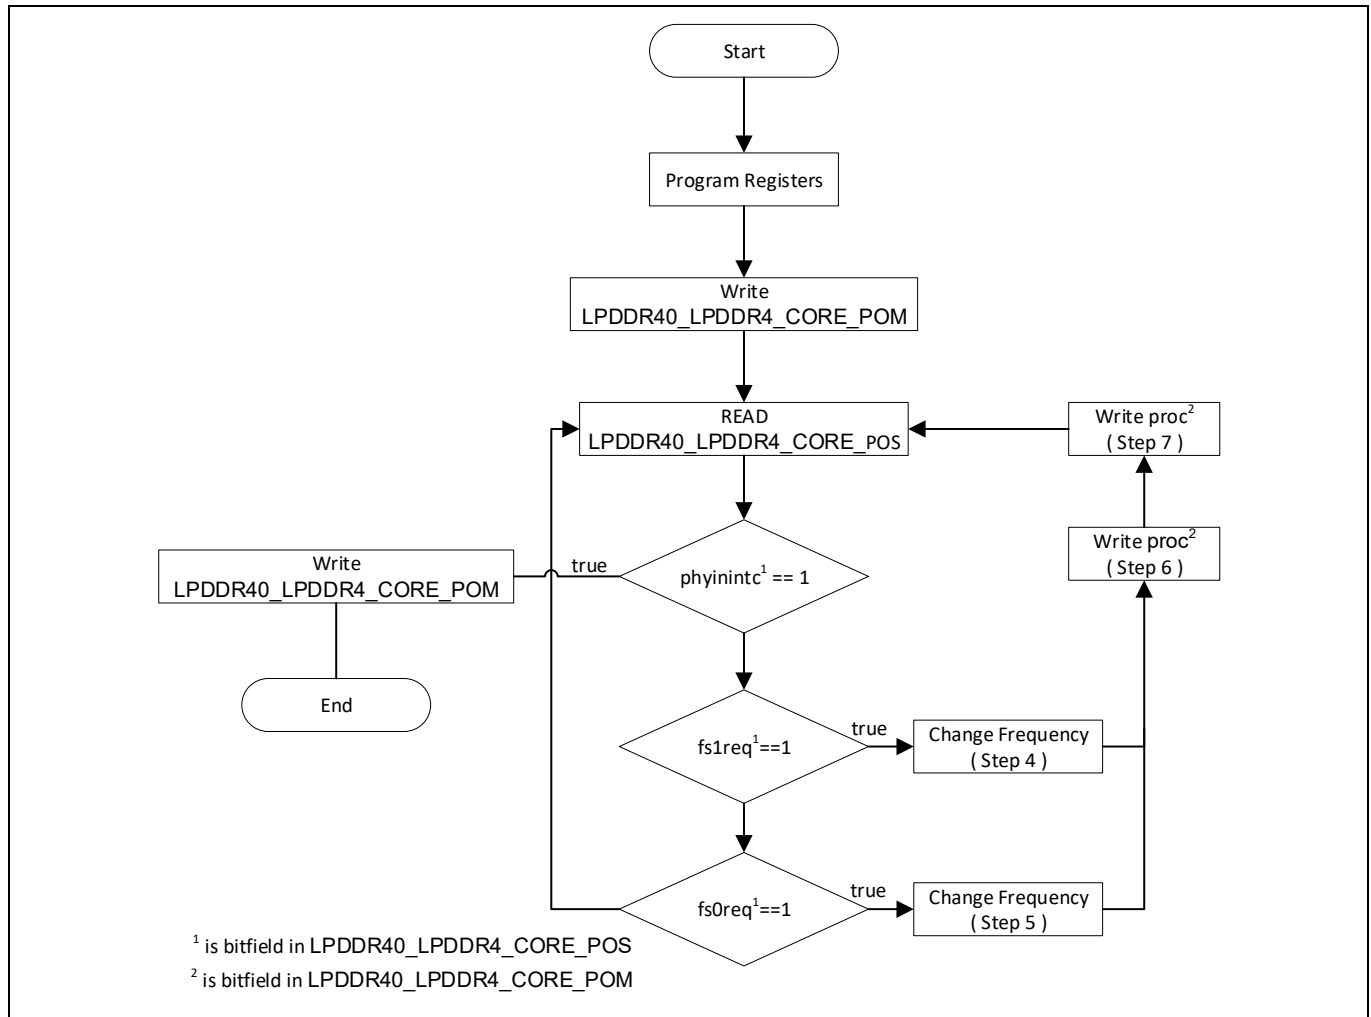 Start
Program Registers
Write
LPDDR40_LPDDR4_CORE_POM
READ
LPDDR40_LPDDR4_CORE_POS
Write proc²
( Step 7 )
Write proc²
( Step 6 )
Write
LPDDR40_LPDDR4_CORE_POM
true
phyinintc¹ == 1
End
fs1req¹==1
true
Change Frequency
( Step 4 )
fs0req¹==1
true
Change Frequency
( Step 5 )
¹ is bitfield in LPDDR40_LPDDR4_CORE_POS
² is bitfield in LPDDR40_LPDDR4_CORE_POM